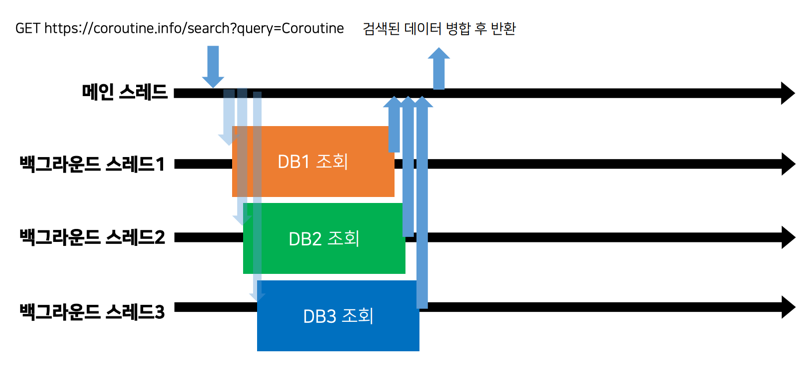 GET https://coroutine.info/search?query=Coroutine 검색된 데이터 병합 후 반환
메인 스레드
백그라운드 스레드1
DB1 조회
백그라운드 스레드2
DB2 조회
백그라운드 스레드3
DB3 조회